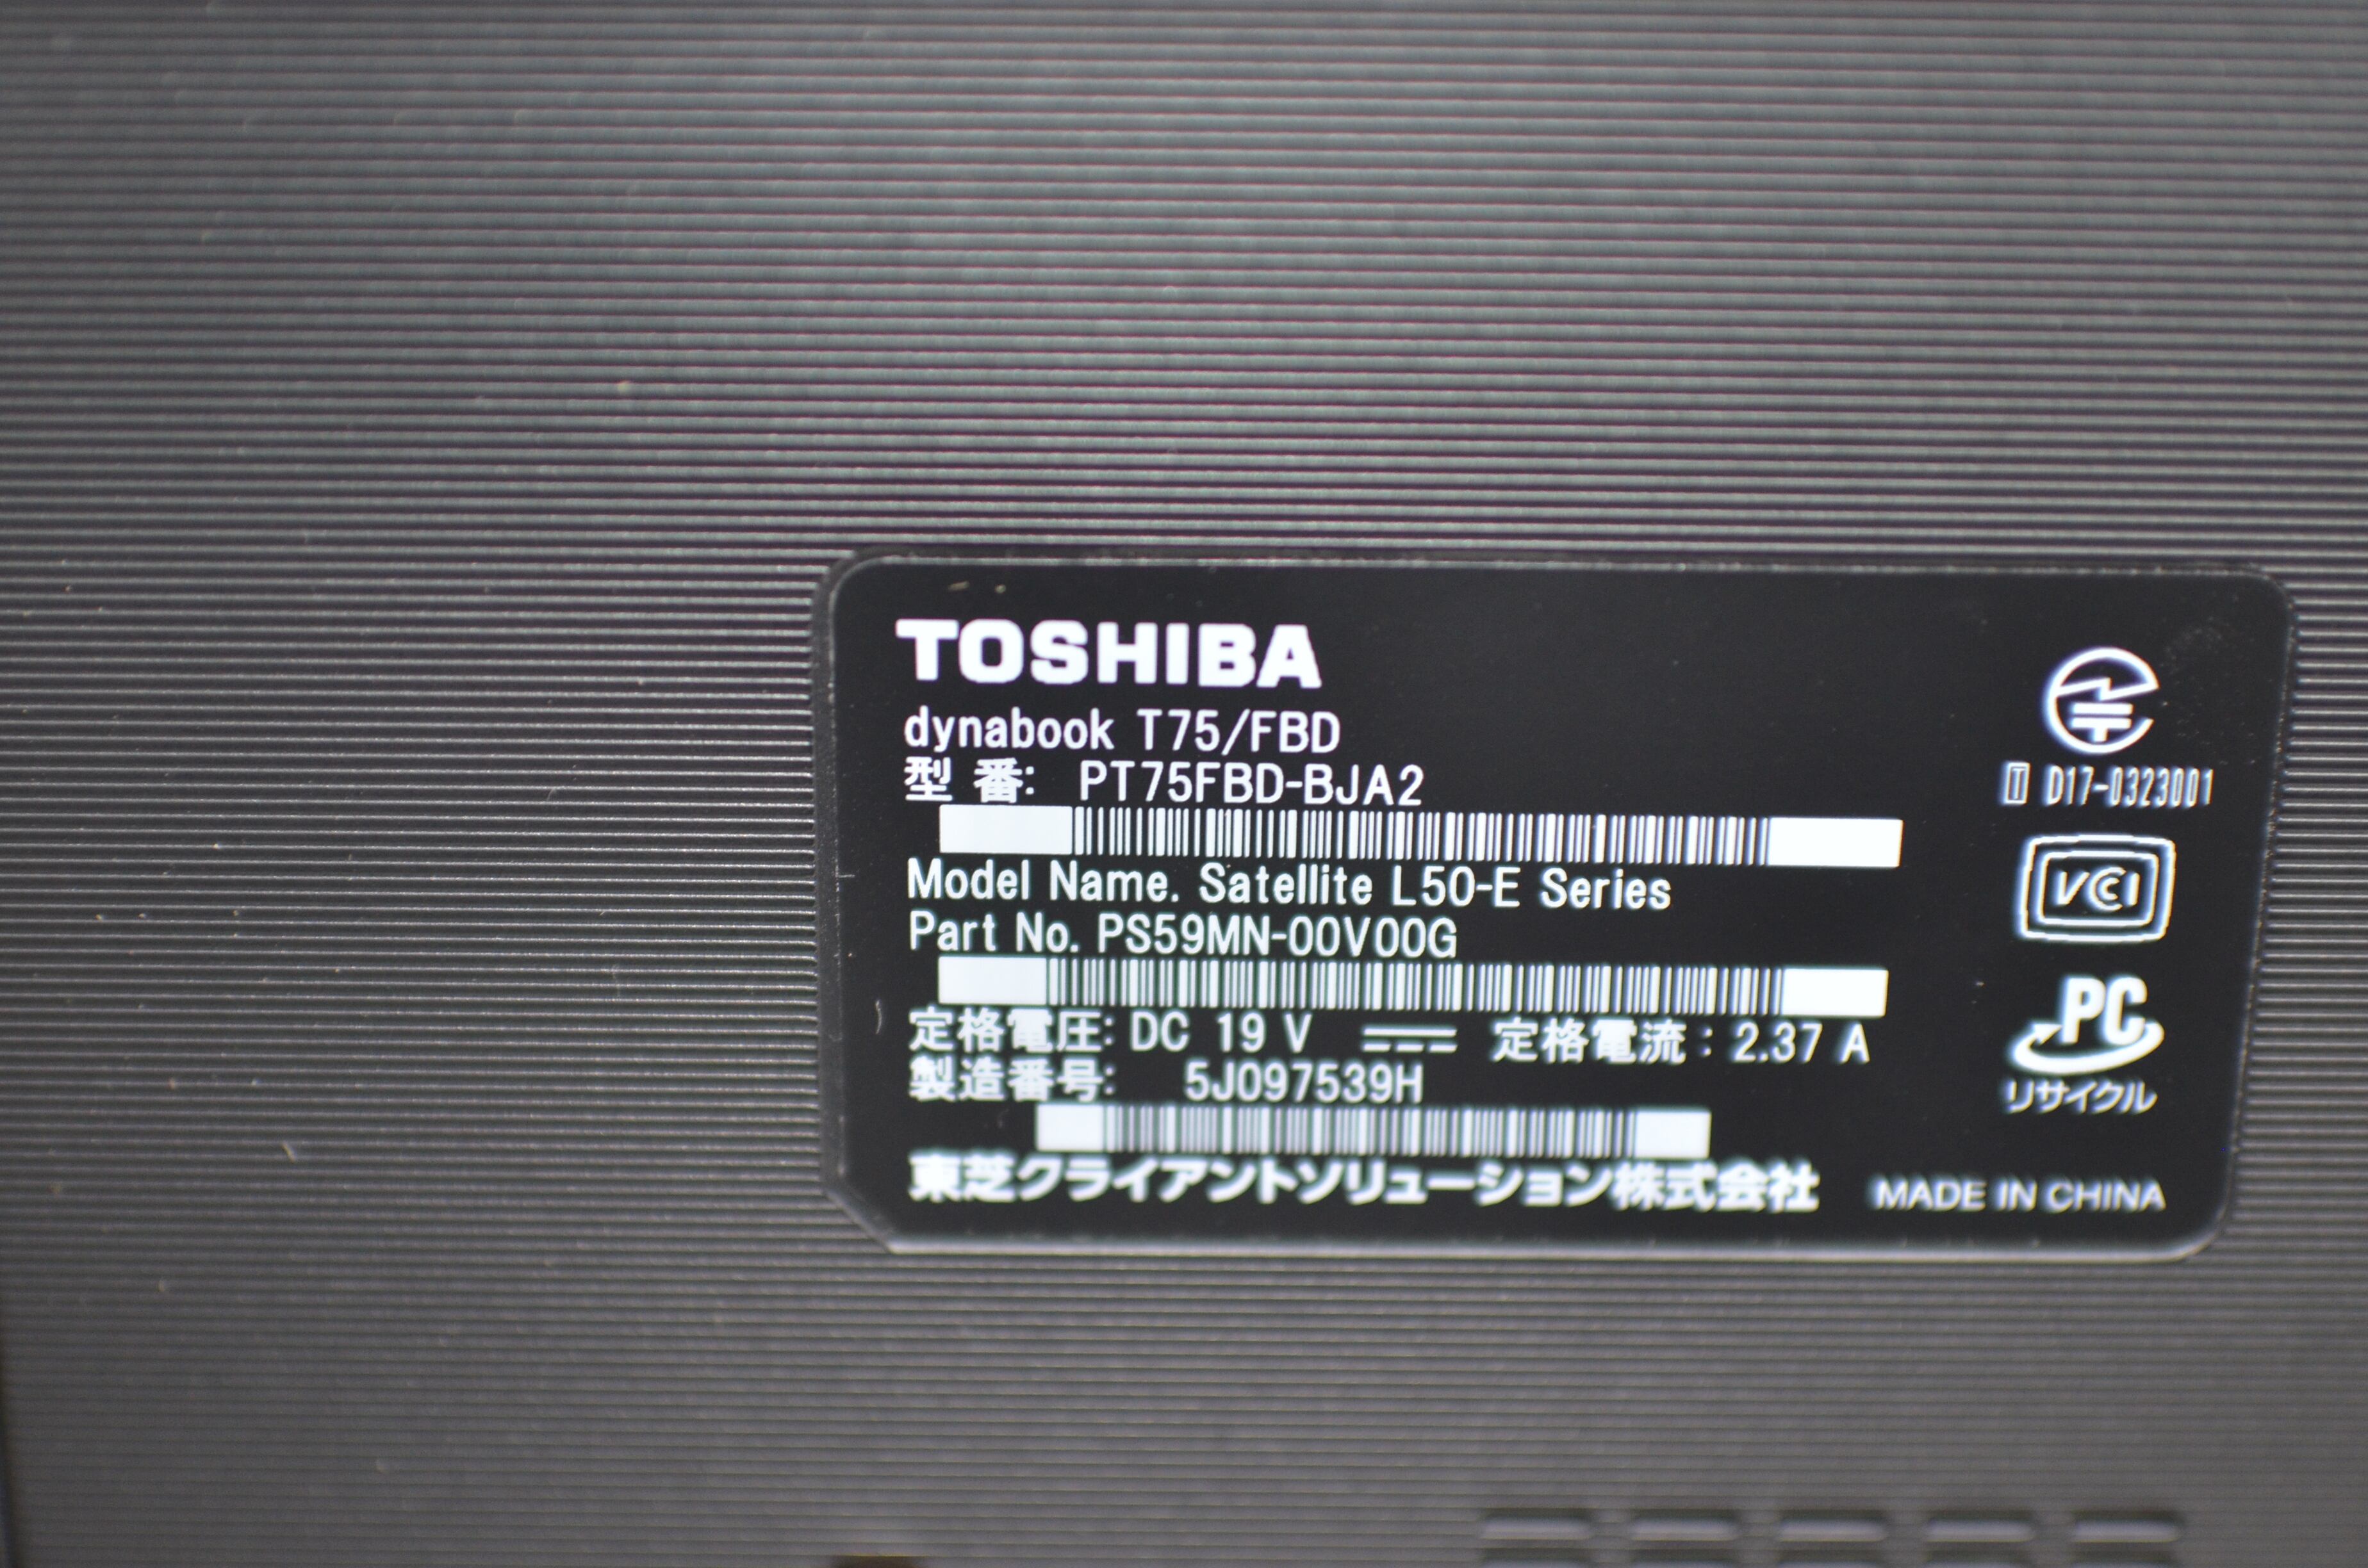 TOSHIBA
dynabook T75/FBD
型 番: PT75FBD-BJA2
Model Name. Satellite L50-E Series
Part No. PS59MN-00V00G
定格電圧: DC 19 V 定格電流: 2.37 A
製造番号: 5J097539H
東芝クライアントソリューション株式会社
T D17-0323001
VCCI
PC
リサイクル
MADE IN CHINA